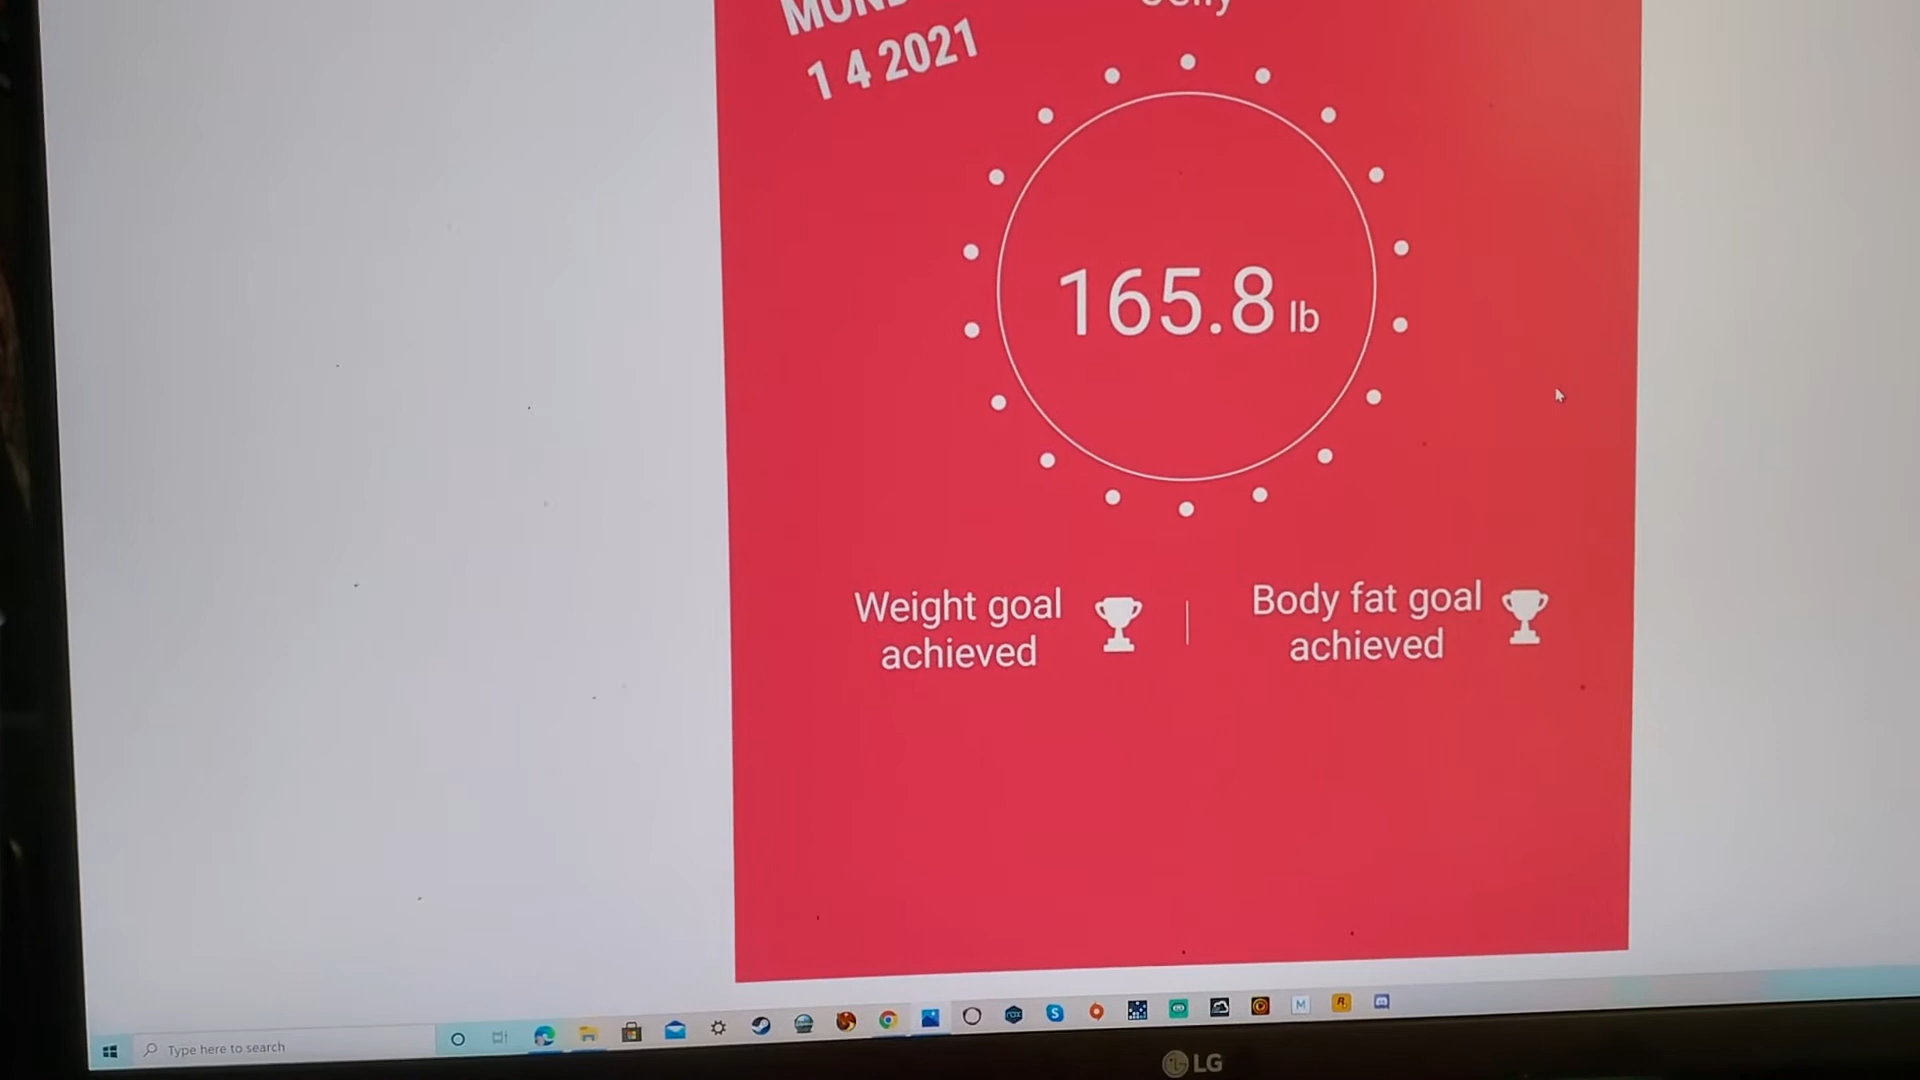 1 4 2021
165.8 lb
Weight goal
achieved
Body fat goal
achieved
Type here to search
LG